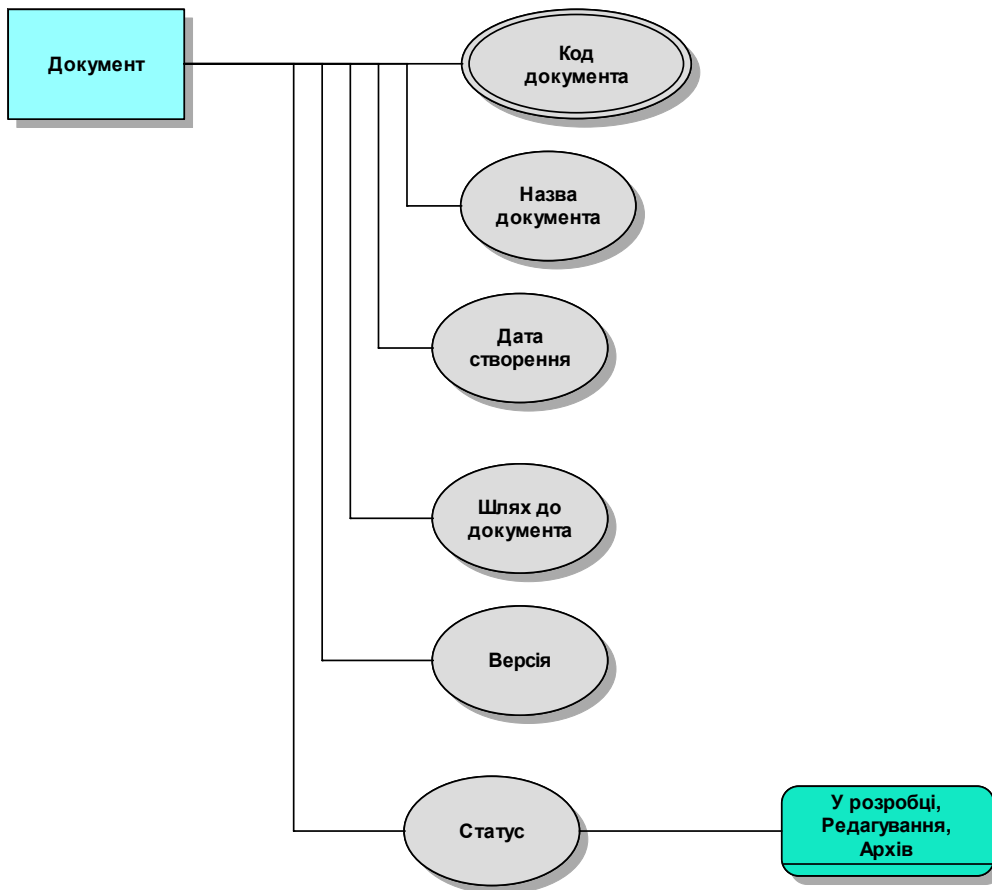 Документ
Код
документа
Назва
документа
Дата
створення
Шлях до
документа
Версія
Статус
У розробці,
Редагування,
Архів